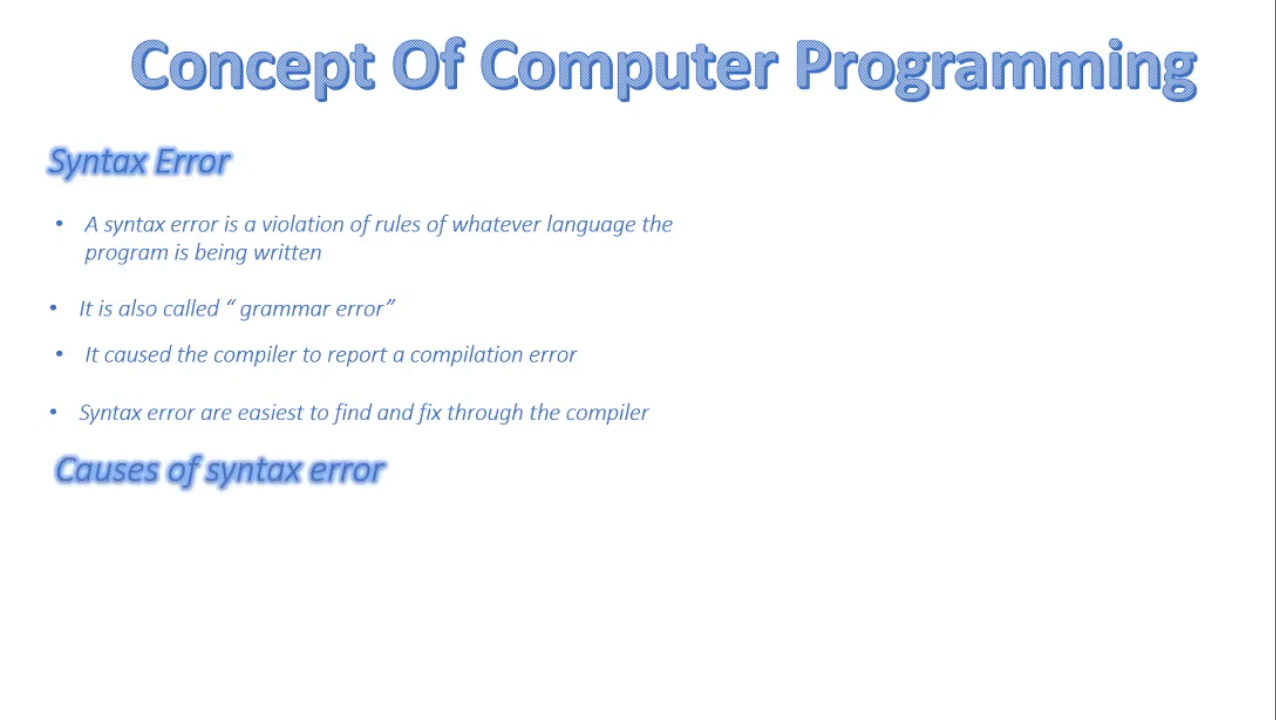 Concept Of Computer Programming
Syntax Error
• A syntax error is a violation of rules of whatever language the
program is being written
• It is also called “ grammar error”
• It caused the compiler to report a compilation error
• Syntax error are easiest to find and fix through the compiler
Causes of syntax error